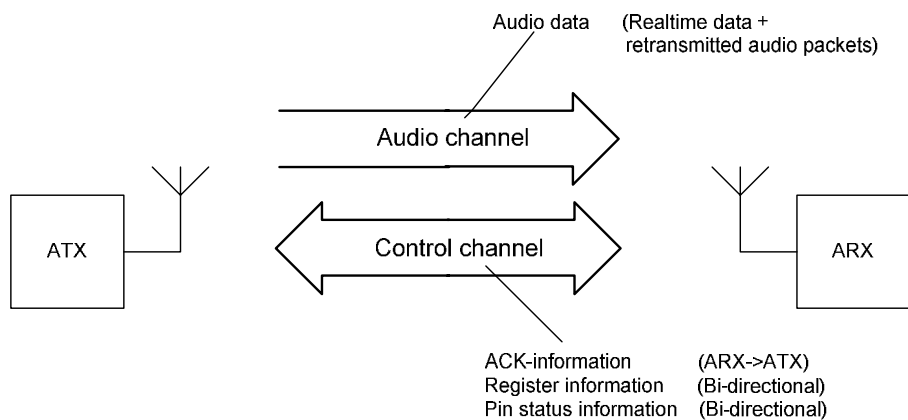 Audio data (Realtime data +
retransmitted audio packets)
Audio channel
ATX
Control channel
ARX
ACK-information (ARX->ATX)
Register information (Bi-directional)
Pin status information (Bi-directional)